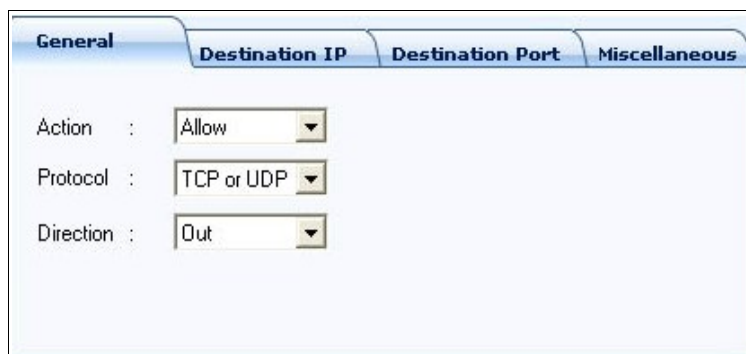 General Destination IP Destination Port Miscellaneous
Action : Allow
Protocol : TCP or UDP
Direction : Out